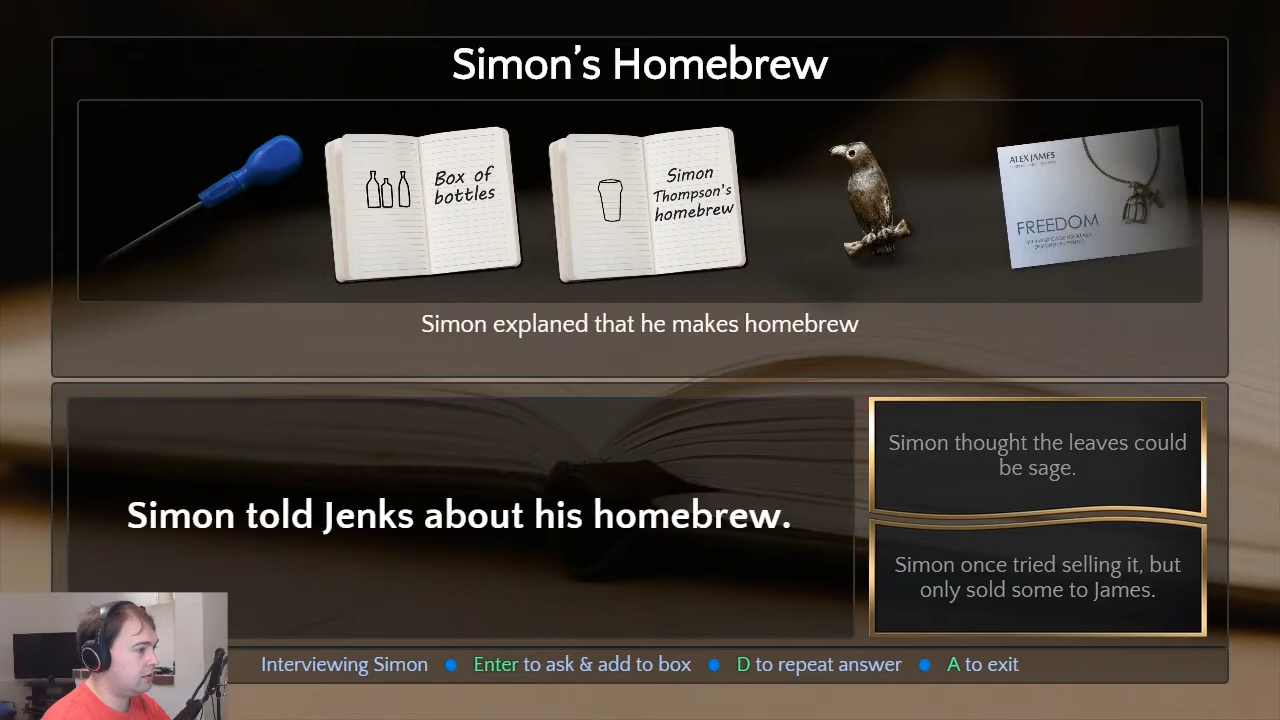 Simon's Homebrew
Box of
bottles
Simon
Thompson's
homebrew
ALEX JAMES
FREEDOM
Simon explaned that he makes homebrew
Simon told Jenks about his homebrew.
Simon thought the leaves could
be sage.
Simon once tried selling it, but
only sold some to James.
Interviewing Simon Enter to ask & add to box D to repeat answer A to exit